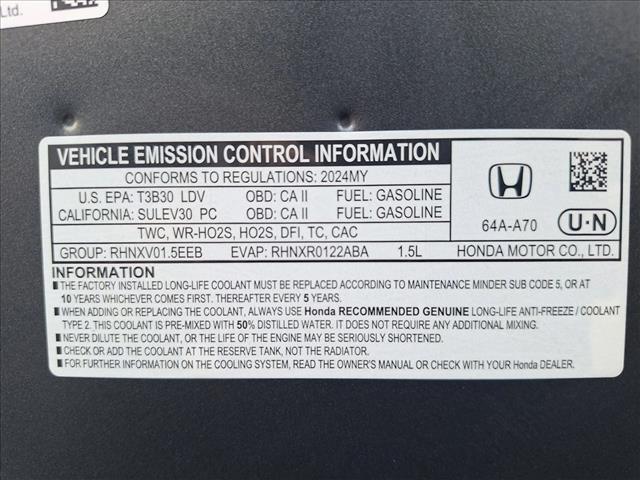 Ltd.
VEHICLE EMISSION CONTROL INFORMATION
CONFORMS TO REGULATIONS: 2024MY
U.S. EPA: T3B30 LDV OBD: CA II FUEL: GASOLINE
CALIFORNIA: SULEV30 PC OBD: CA II FUEL: GASOLINE
TWC, WR-HO2S, HO2S, DFI, TC, CAC
GROUP: RHNXV01.5EEB EVAP: RHNXR0122ABA 1.5L
64A-A70
U·N
HONDA MOTOR CO., LTD.
INFORMATION
■ THE FACTORY INSTALLED LONG-LIFE COOLANT MUST BE REPLACED ACCORDING TO MAINTENANCE MINDER SUB CODE 5, OR AT
10 YEARS WHICHEVER COMES FIRST. THEREAFTER EVERY 5 YEARS.
■ WHEN ADDING OR REPLACING THE COOLANT, ALWAYS USE Honda RECOMMENDED GENUINE LONG-LIFE ANTI-FREEZE / COOLANT
TYPE 2. THIS COOLANT IS PRE-MIXED WITH 50% DISTILLED WATER. IT DOES NOT REQUIRE ANY ADDITIONAL MIXING.
■ NEVER DILUTE THE COOLANT, OR THE LIFE OF THE ENGINE MAY BE SERIOUSLY SHORTENED.
■ CHECK OR ADD THE COOLANT AT THE RESERVE TANK, NOT THE RADIATOR.
■ FOR FURTHER INFORMATION ON THE COOLING SYSTEM, READ THE OWNER'S MANUAL OR CHECK WITH YOUR Honda DEALER.